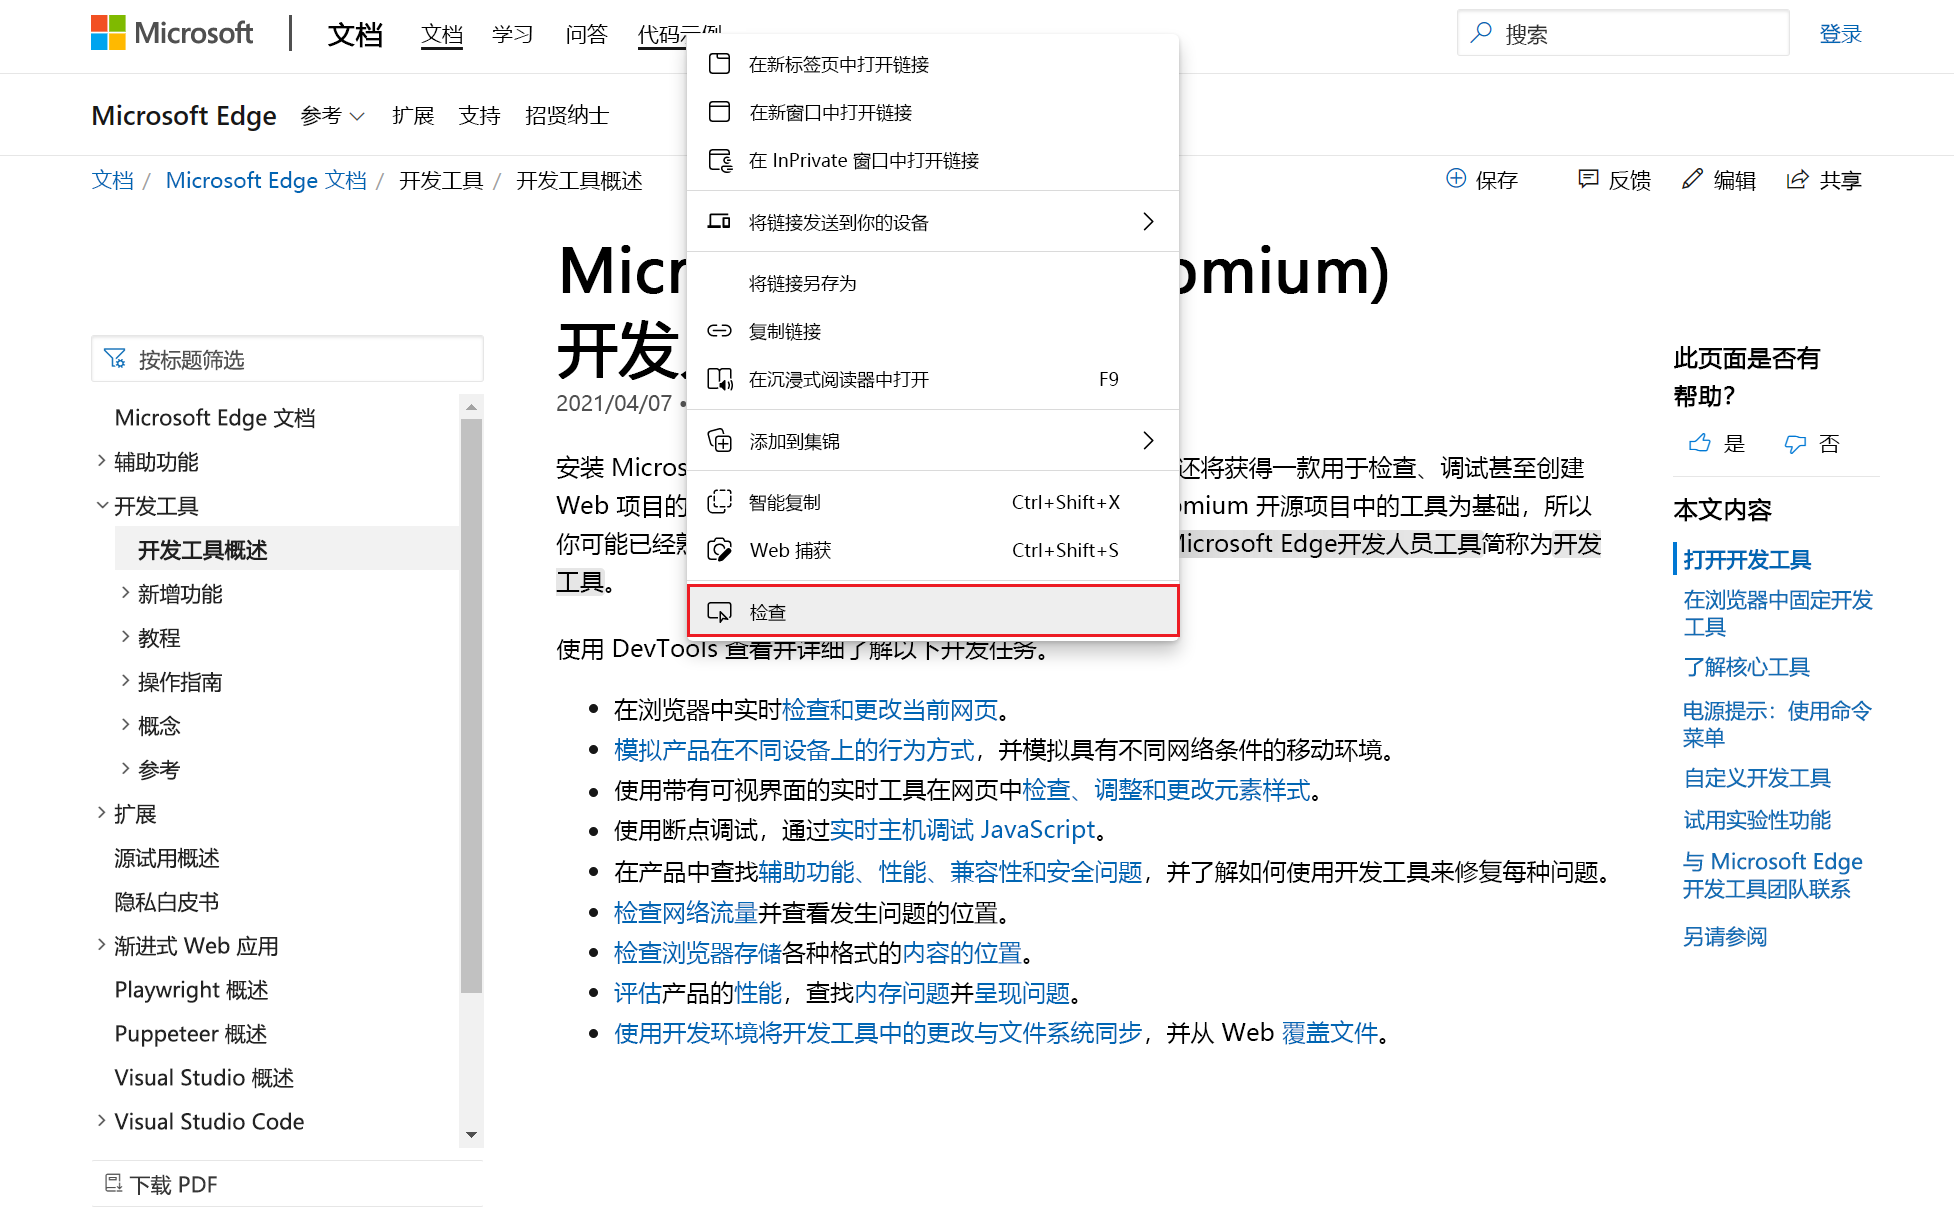 Microsoft
文档
文档
学习
问答
代码示例
搜索
登录
Microsoft Edge
参考
扩展
支持
招贤纳士
文档 / Microsoft Edge 文档 / 开发工具 / 开发工具概述
保存
反馈
编辑
共享
在新标签页中打开链接
在新窗口中打开链接
在 InPrivate 窗口中打开链接
将链接发送到你的设备
将链接另存为
复制链接
在沉浸式阅读器中打开 F9
添加到集锦
智能复制 Ctrl+Shift+X
Web 捕获 Ctrl+Shift+S
检查
按标题筛选
Microsoft Edge 文档
辅助功能
开发工具
开发工具概述
新增功能
教程
操作指南
概念
参考
扩展
源试用概述
隐私白皮书
渐进式 Web 应用
Playwright 概述
Puppeteer 概述
Visual Studio 概述
Visual Studio Code
下载 PDF
omium)
开发
2021/04/07 •
安装 还将获得一款用于检查、调试甚至创建
Web 项目的 omium 开源项目中的工具为基础，所以
你可能已经 Microsoft Edge开发人员工具简称为开发
工具。
使用 DevTools 查看并详细了解以下开发任务。
• 在浏览器中实时检查和更改当前网页。
• 模拟产品在不同设备上的行为方式，并模拟具有不同网络条件的移动环境。
• 使用带有可视界面的实时工具在网页中检查、调整和更改元素样式。
• 使用断点调试，通过实时主机调试 JavaScript。
• 在产品中查找辅助功能、性能、兼容性和安全问题，并了解如何使用开发工具来修复每种问题。
• 检查网络流量并查看发生问题的位置。
• 检查浏览器存储各种格式的内容的位置。
• 评估产品的性能，查找内存问题并呈现问题。
• 使用开发环境将开发工具中的更改与文件系统同步，并从 Web 覆盖文件。
此页面是否有
帮助？
是
否
本文内容
打开开发工具
在浏览器中固定开发
工具
了解核心工具
电源提示：使用命令
菜单
自定义开发工具
试用实验性功能
与 Microsoft Edge
开发工具团队联系
另请参阅